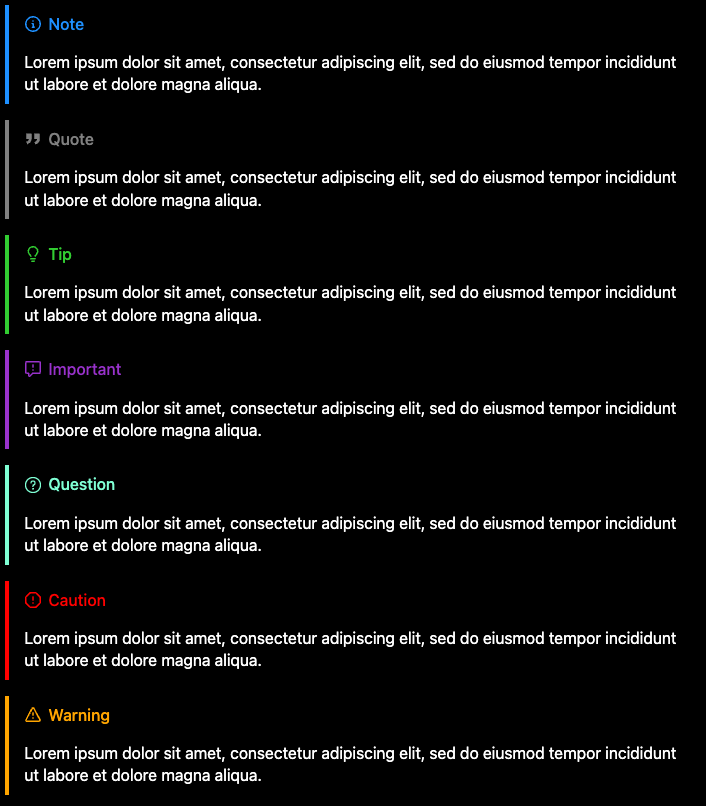 Note
Lorem ipsum dolor sit amet, consectetur adipiscing elit, sed do eiusmod tempor incididunt
ut labore et dolore magna aliqua.
Quote
Lorem ipsum dolor sit amet, consectetur adipiscing elit, sed do eiusmod tempor incididunt
ut labore et dolore magna aliqua.
Tip
Lorem ipsum dolor sit amet, consectetur adipiscing elit, sed do eiusmod tempor incididunt
ut labore et dolore magna aliqua.
Important
Lorem ipsum dolor sit amet, consectetur adipiscing elit, sed do eiusmod tempor incididunt
ut labore et dolore magna aliqua.
Question
Lorem ipsum dolor sit amet, consectetur adipiscing elit, sed do eiusmod tempor incididunt
ut labore et dolore magna aliqua.
Caution
Lorem ipsum dolor sit amet, consectetur adipiscing elit, sed do eiusmod tempor incididunt
ut labore et dolore magna aliqua.
Warning
Lorem ipsum dolor sit amet, consectetur adipiscing elit, sed do eiusmod tempor incididunt
ut labore et dolore magna aliqua.